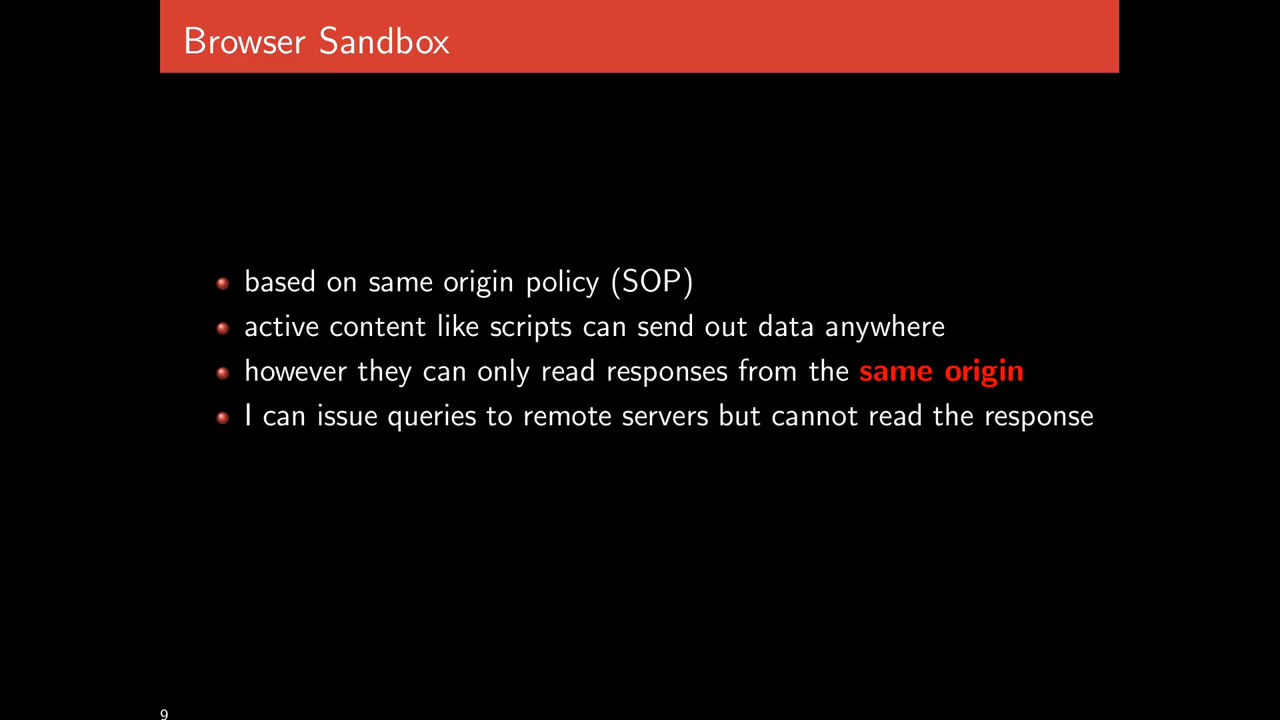 Browser Sandbox
based on same origin policy (SOP)
active content like scripts can send out data anywhere
however they can only read responses from the same origin
I can issue queries to remote servers but cannot read the response
9